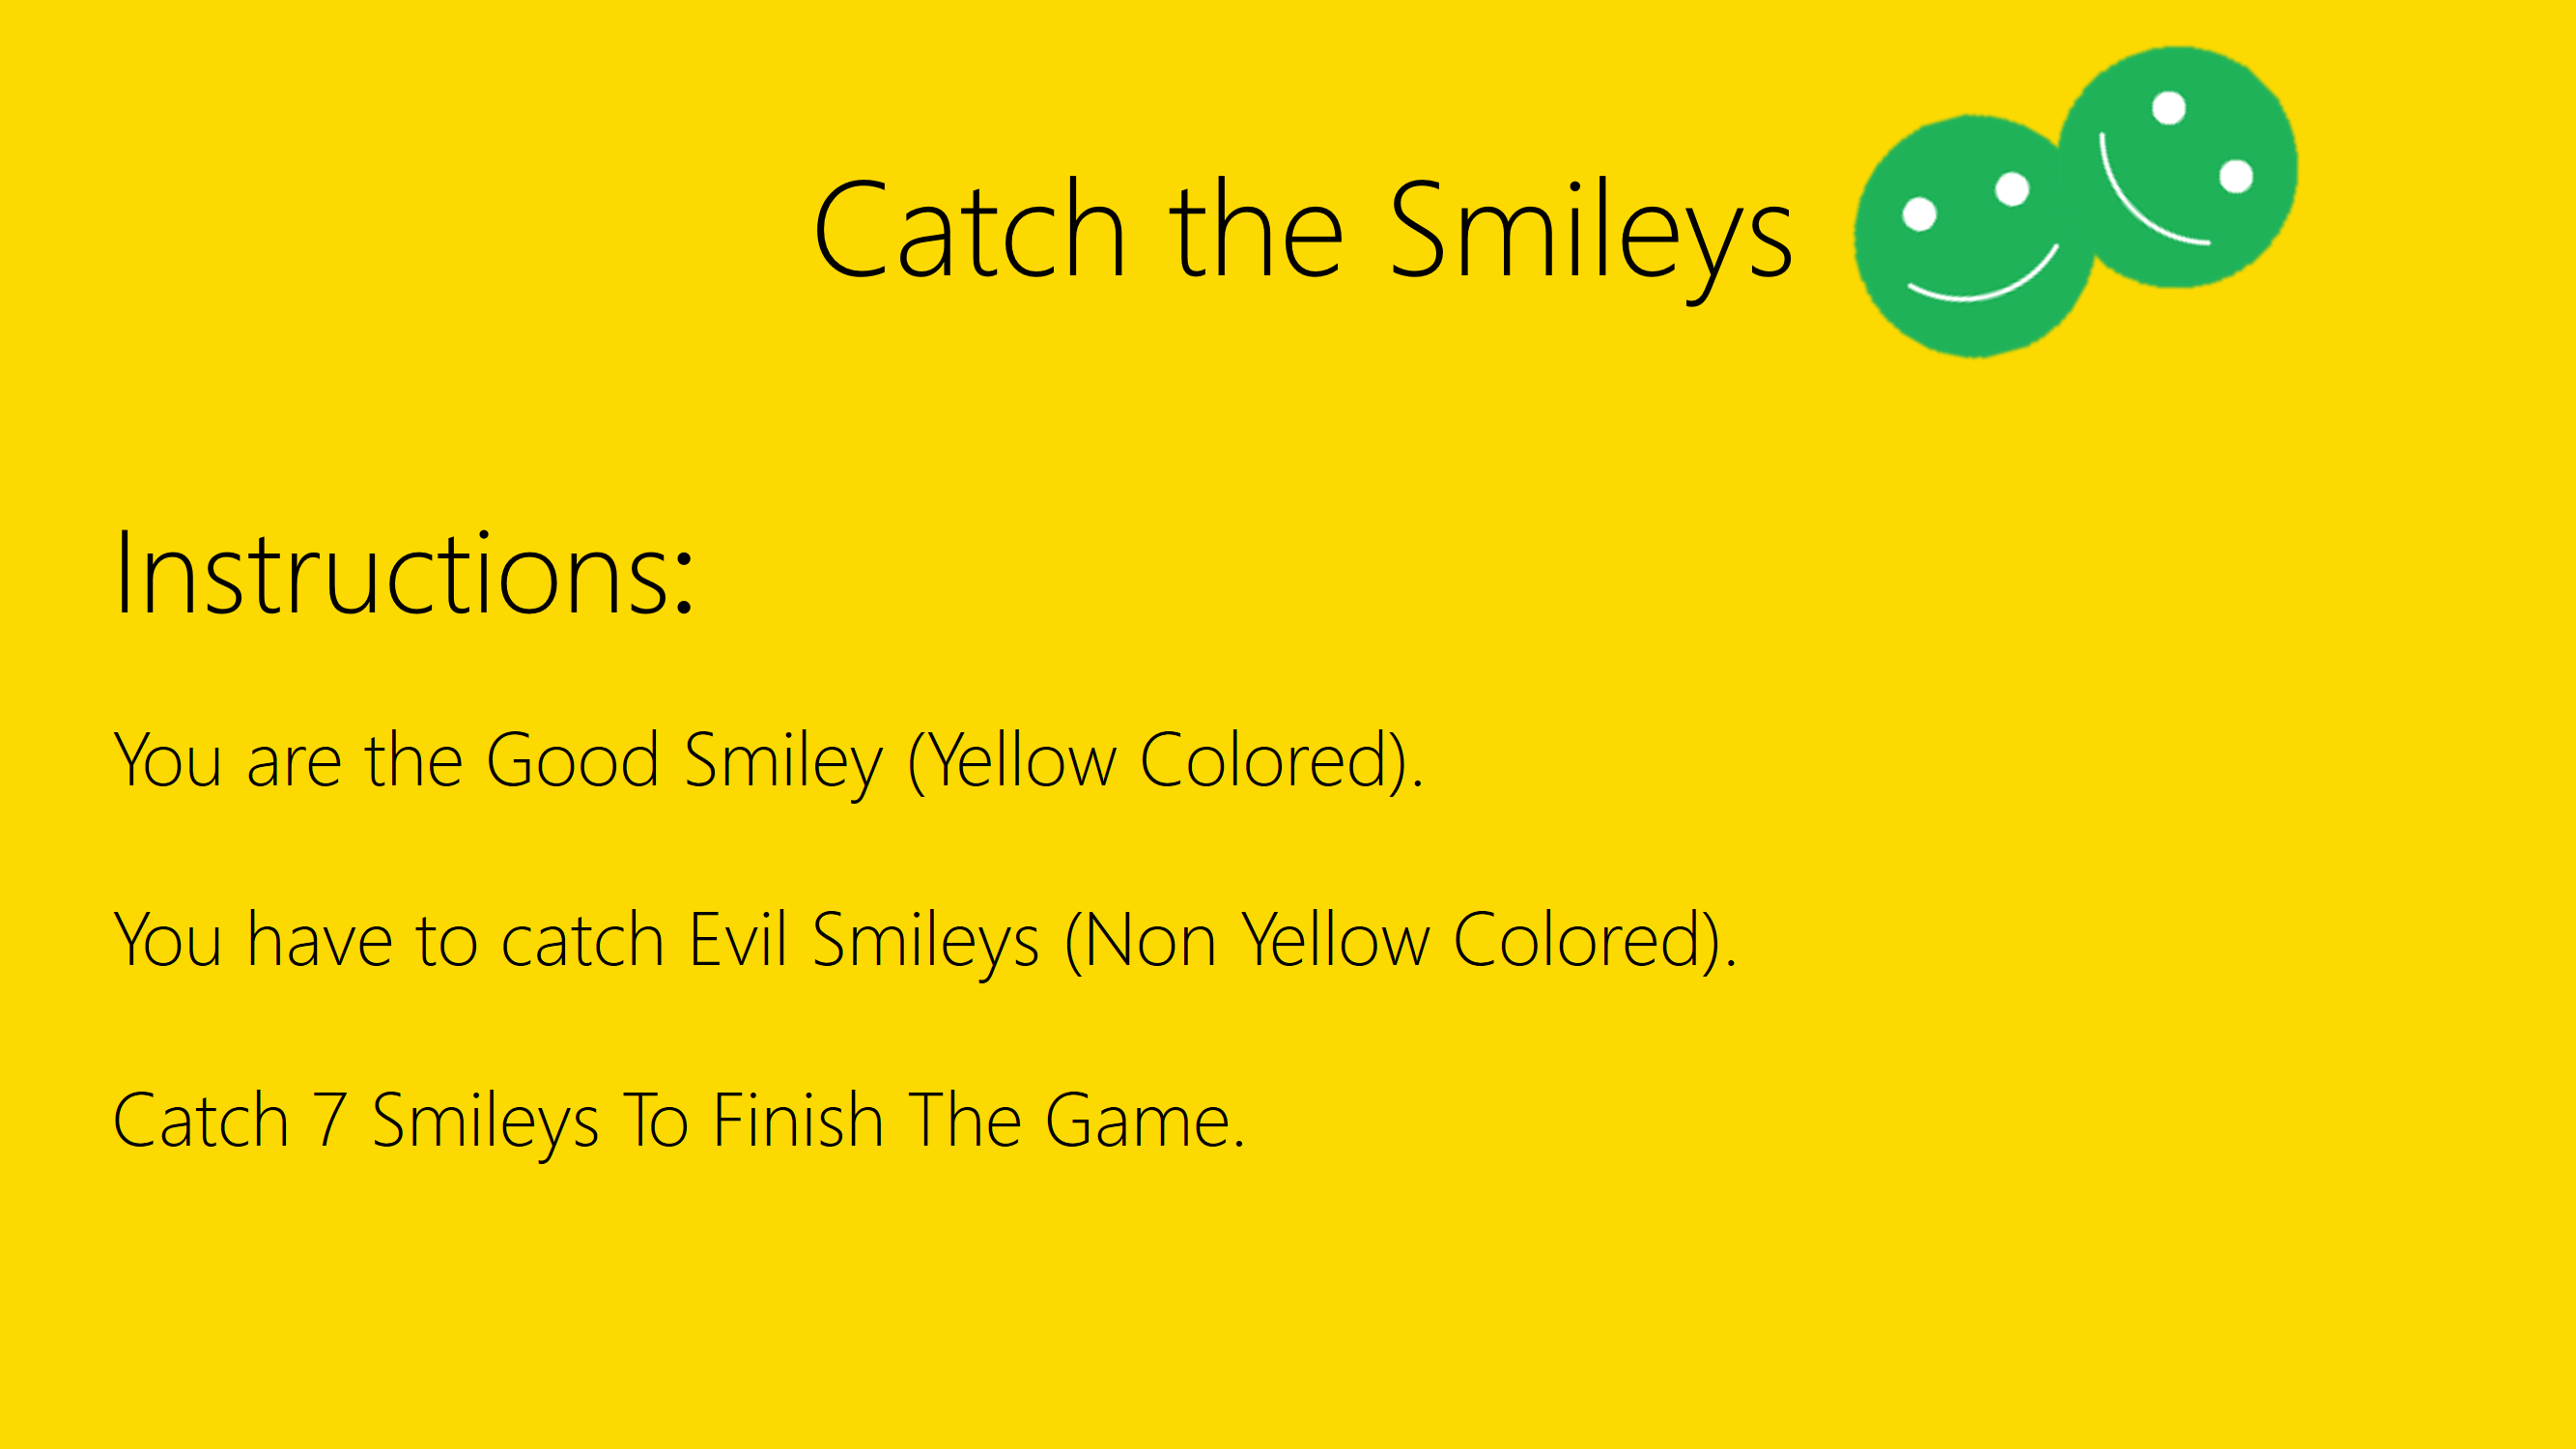 Catch the Smileys
Instructions:
You are the Good Smiley (Yellow Colored).
You have to catch Evil Smileys (Non Yellow Colored).
Catch 7 Smileys To Finish The Game.